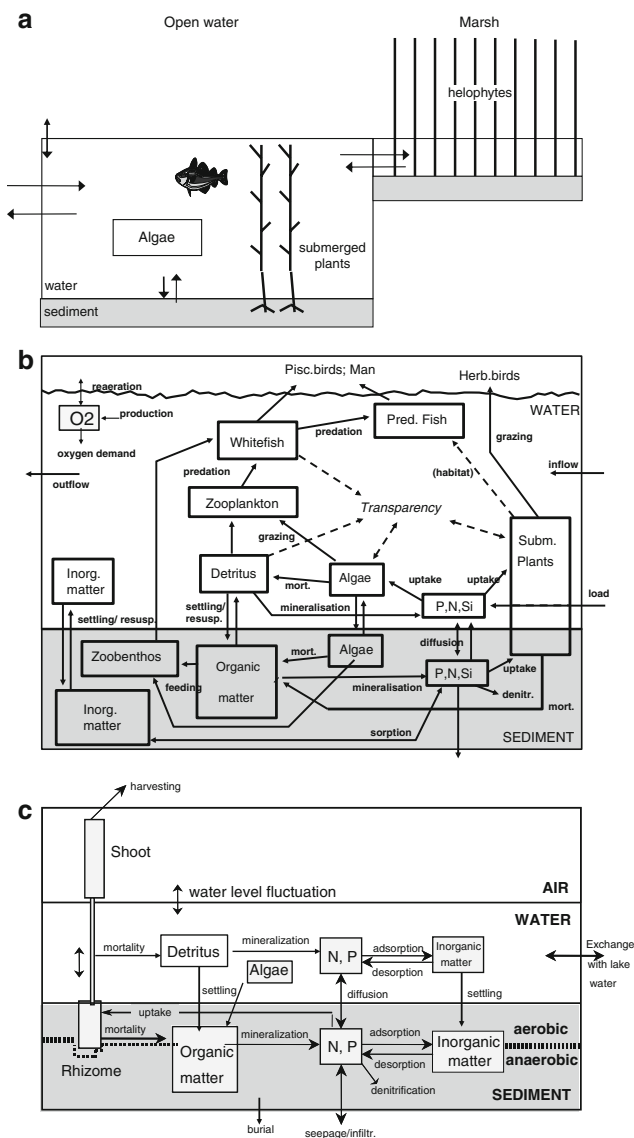 a
Open water
Marsh
helophytes
Algae
submerged
plants
water
sediment
b
Pisc.birds; Man
Herb.birds
reaeration
WATER
O2
production
Pred. Fish
Whitefish
predation
grazing
oxygen demand
predation
(habitat)
inflow
outflow
Zooplankton
Transparency
grazing
Subm.
Plants
Inorg.
matter
Detritus
mort.
Algae
uptake
uptake
P,N,Si
load
settling/ resusp.
settling/
resusp.
mineralisation
Zoobenthos
mort.
Algae
diffusion
Organic
matter
feeding
mineralisation
P,N,Si
uptake
denitr.
mort.
Inorg.
matter
sorption
SEDIMENT
c
harvesting
Shoot
water level fluctuation
AIR
WATER
mortality
Detritus
mineralization
N, P
adsorption
desorption
Inorganic
matter
Exchange
with lake
water
Algae
settling
diffusion
settling
uptake
mortality
Rhizome
Organic
matter
mineralization
N, P
adsorption
desorption
Inorganic
matter
aerobic
anaerobic
denitrification
SEDIMENT
burial
seepage/infiltr.